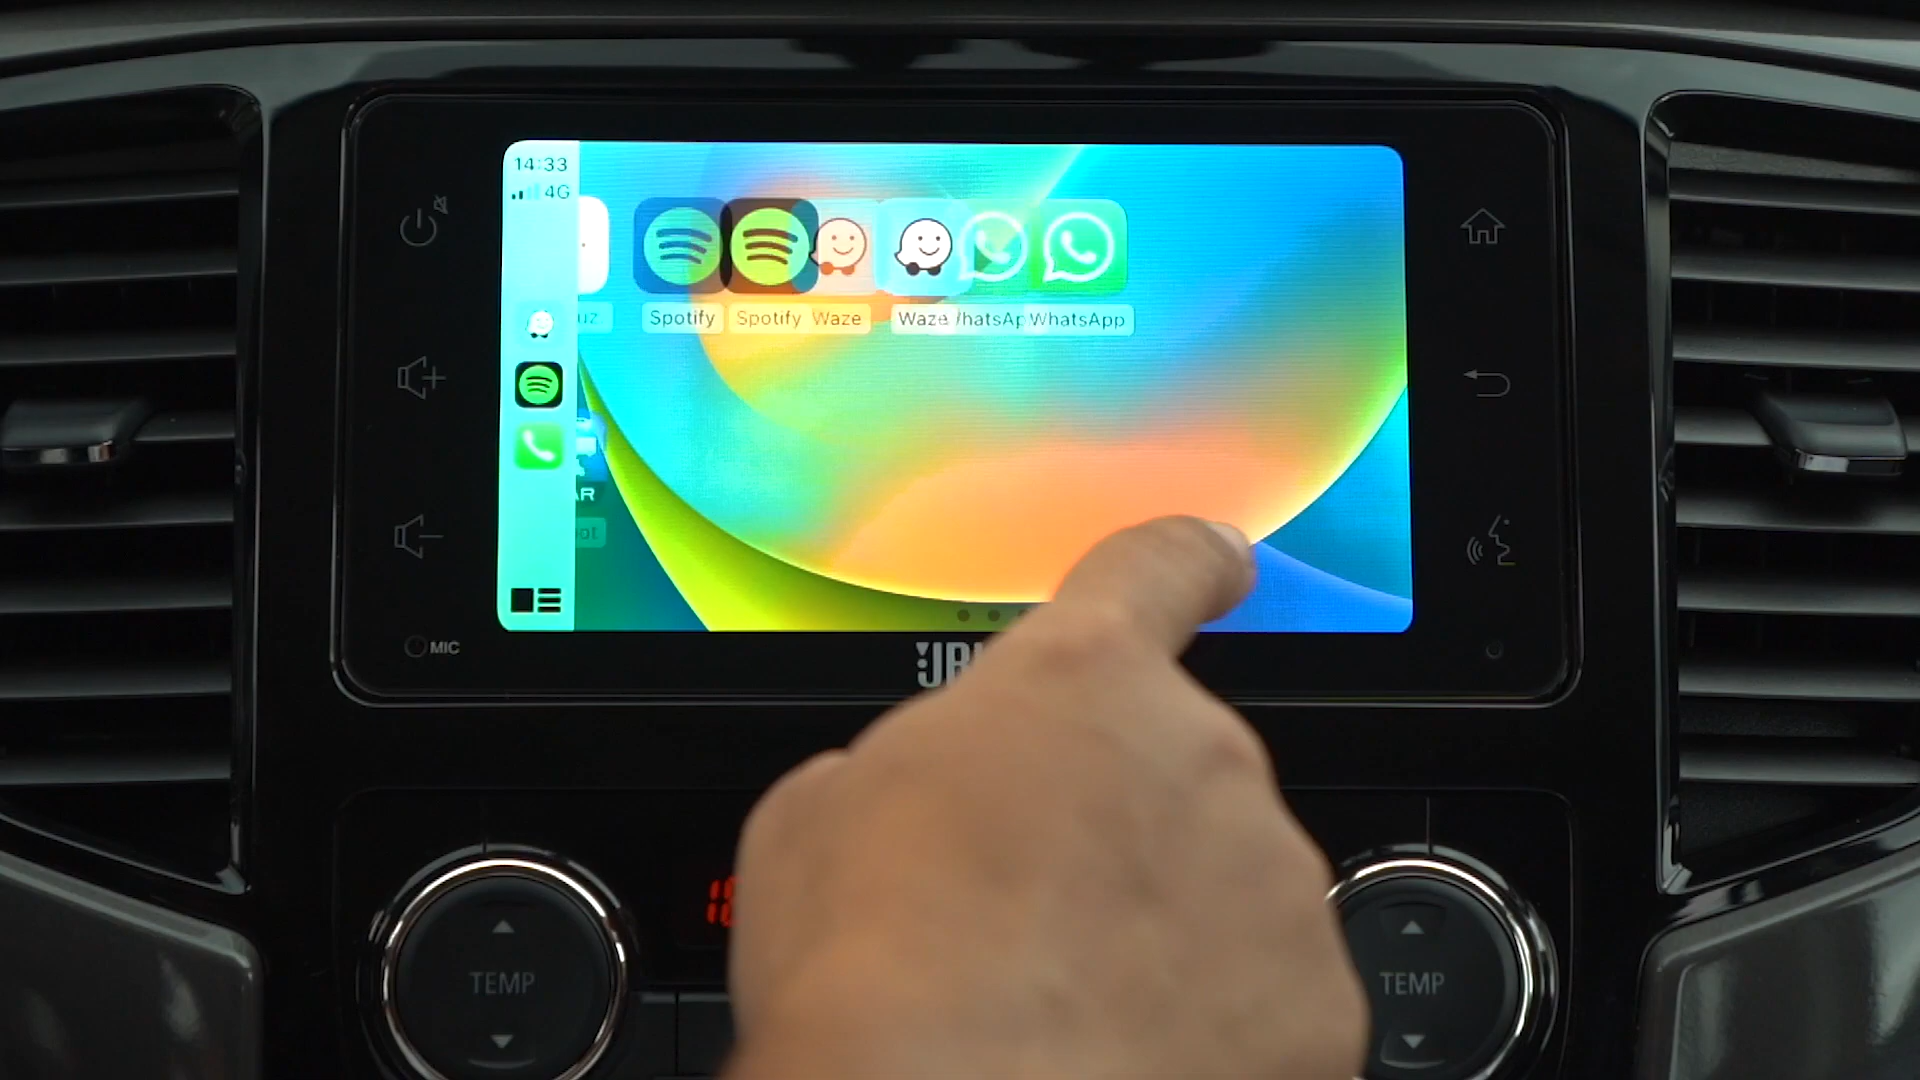 14:33
4G
Spotify
Spotify
Waze
Waze
WhatsApp
MIC
TEMP
TEMP